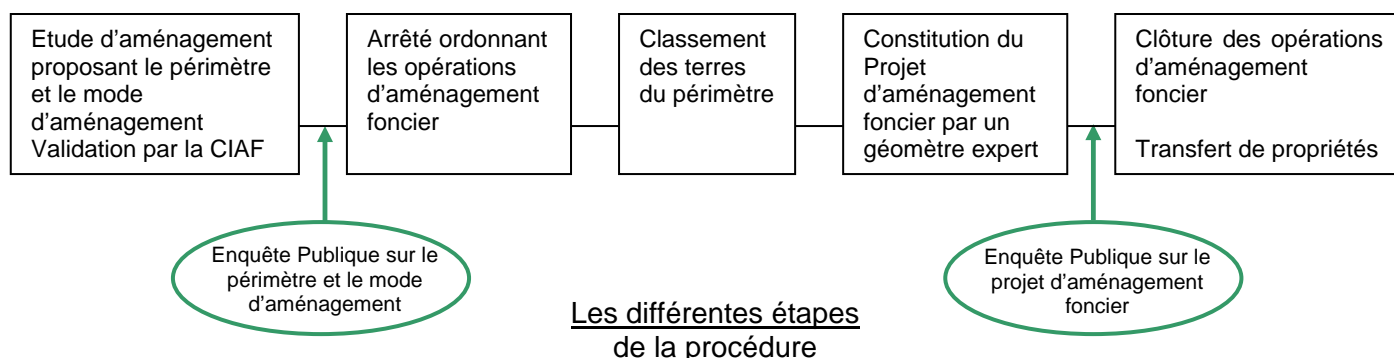 Etude d'aménagement
proposant le périmètre
et le mode
d'aménagement
Validation par la CIAF
Arrêté ordonnant
les opérations
d'aménagement
foncier
Classement
des terres
du périmètre
Constitution du
Projet
d'aménagement
foncier par un
géomètre expert
Clôture des opérations
d'aménagement
foncier
Transfert de propriétés
Enquête Publique sur le
périmètre et le mode
d'aménagement
Enquête Publique sur le
projet d'aménagement
foncier
Les différentes étapes
de la procédure